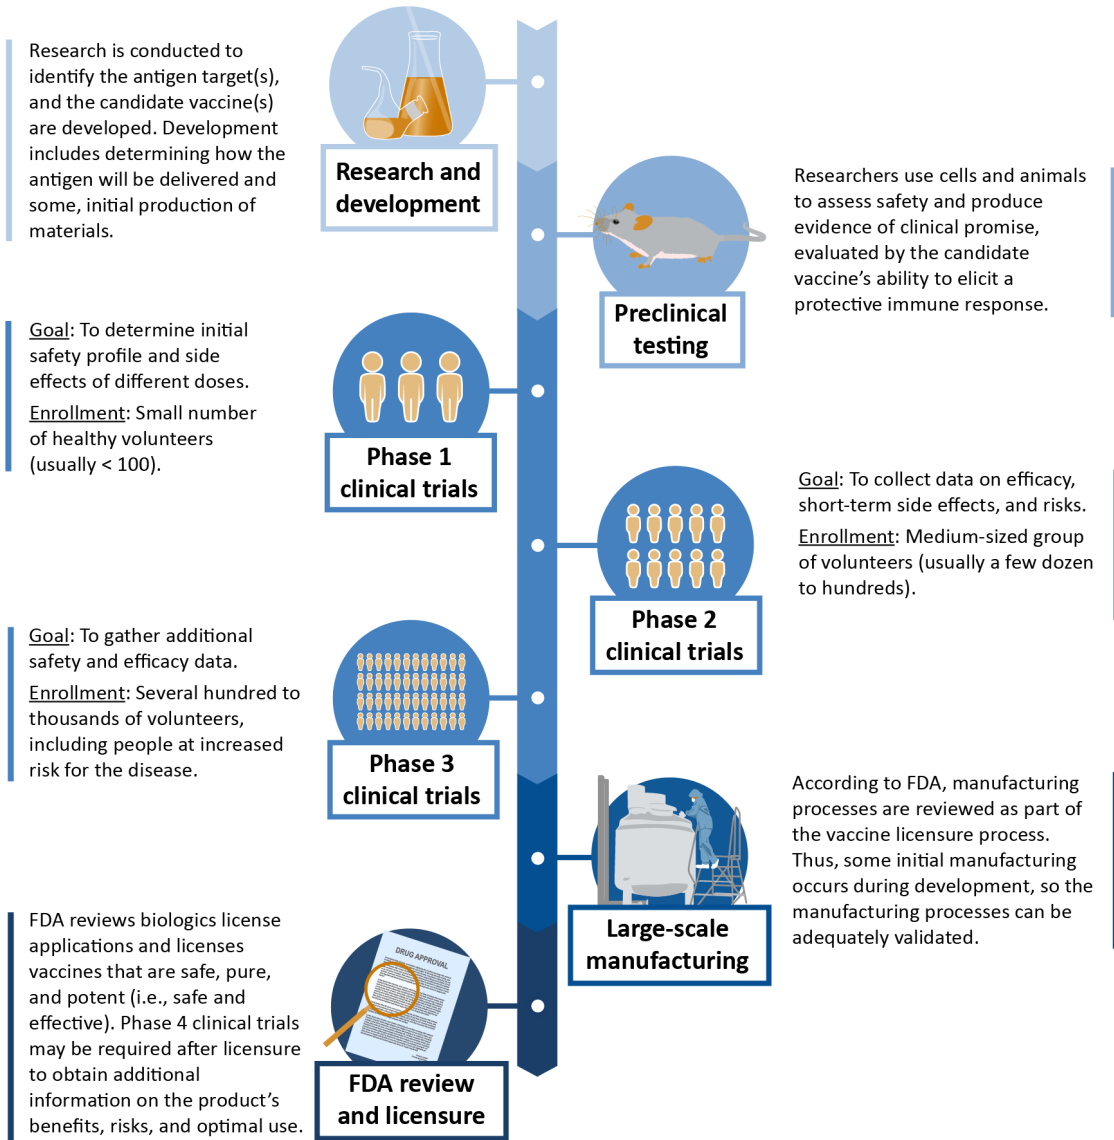 Research is conducted to
identify the antigen target(s),
and the candidate vaccine(s)
are developed. Development
includes determining how the
antigen will be delivered and
some, initial production of
materials.
Research and
development
Researchers use cells and animals
to assess safety and produce
evidence of clinical promise,
evaluated by the candidate
vaccine’s ability to elicit a
protective immune response.
Preclinical
testing
Goal: To determine initial
safety profile and side
effects of different doses.
Enrollment: Small number
of healthy volunteers
(usually < 100).
Phase 1
clinical trials
Goal: To collect data on efficacy,
short-term side effects, and risks.
Enrollment: Medium-sized group
of volunteers (usually a few dozen
to hundreds).
Phase 2
clinical trials
Goal: To gather additional
safety and efficacy data.
Enrollment: Several hundred to
thousands of volunteers,
including people at increased
risk for the disease.
Phase 3
clinical trials
According to FDA, manufacturing
processes are reviewed as part of
the vaccine licensure process.
Thus, some initial manufacturing
occurs during development, so the
manufacturing processes can be
adequately validated.
Large-scale
manufacturing
FDA reviews biologics license
applications and licenses
vaccines that are safe, pure,
and potent (i.e., safe and
effective). Phase 4 clinical trials
may be required after licensure
to obtain additional
information on the product’s
benefits, risks, and optimal use.
DRUG APPROVAL
FDA review
and licensure